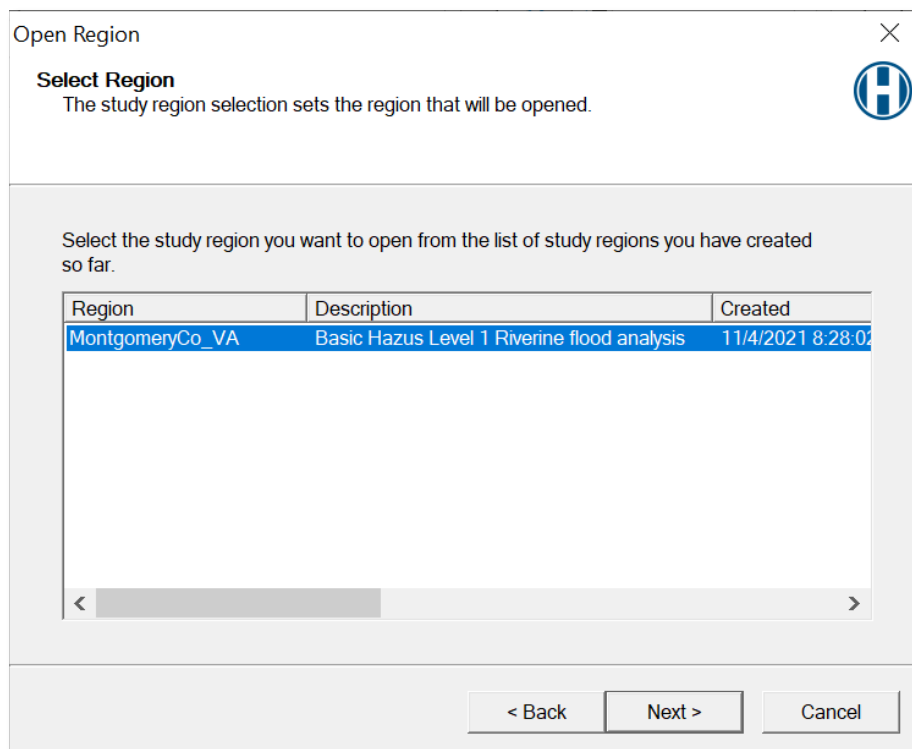 Open Region
Select Region
The study region selection sets the region that will be opened.
Select the study region you want to open from the list of study regions you have created
so far.
Region Description Created
MontgomeryCo_VA Basic Hazus Level 1 Riverine flood analysis 11/4/2021 8:28:02
< Back Next > Cancel